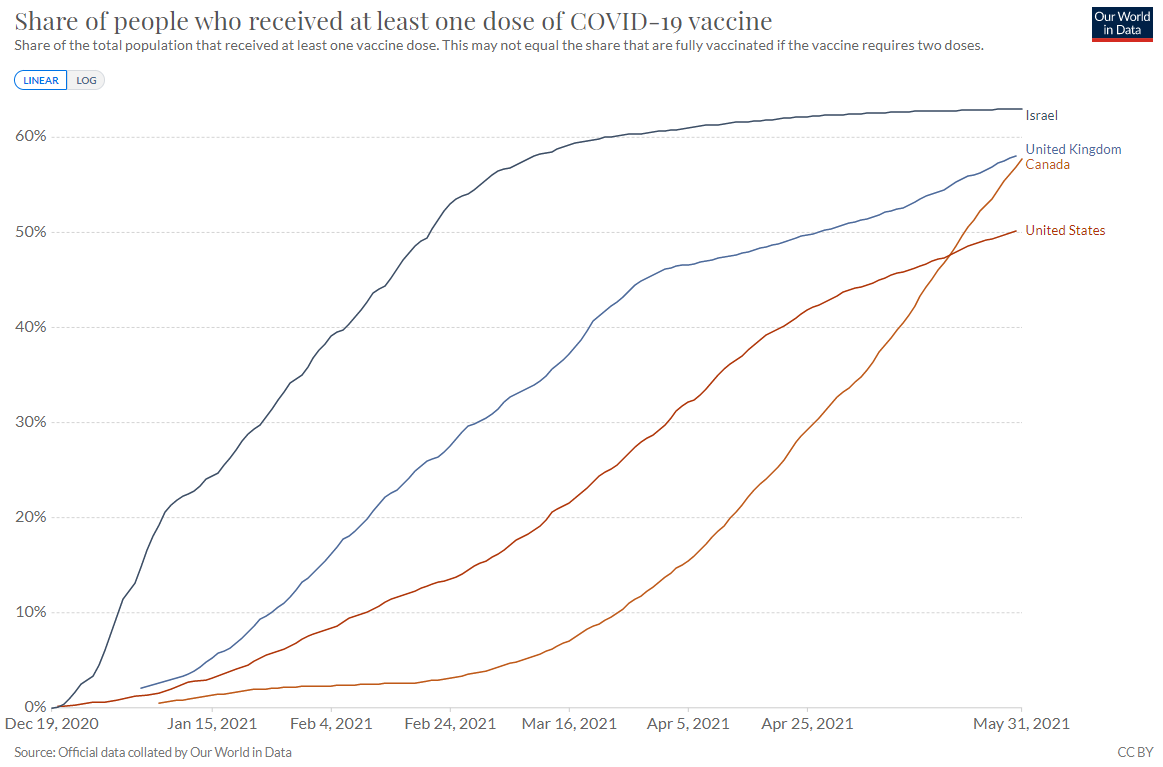 Share of people who received at least one dose of COVID-19 vaccine
Share of the total population that received at least one vaccine dose. This may not equal the share that are fully vaccinated if the vaccine requires two doses.
Our World
in Data
LINEAR LOG
60%
50%
40%
30%
20%
10%
0%
Israel
United Kingdom
Canada
United States
Dec 19, 2020 Jan 15, 2021 Feb 4, 2021 Feb 24, 2021 Mar 16, 2021 Apr 5, 2021 Apr 25, 2021 May 31, 2021
Source: Official data collated by Our World in Data CC BY